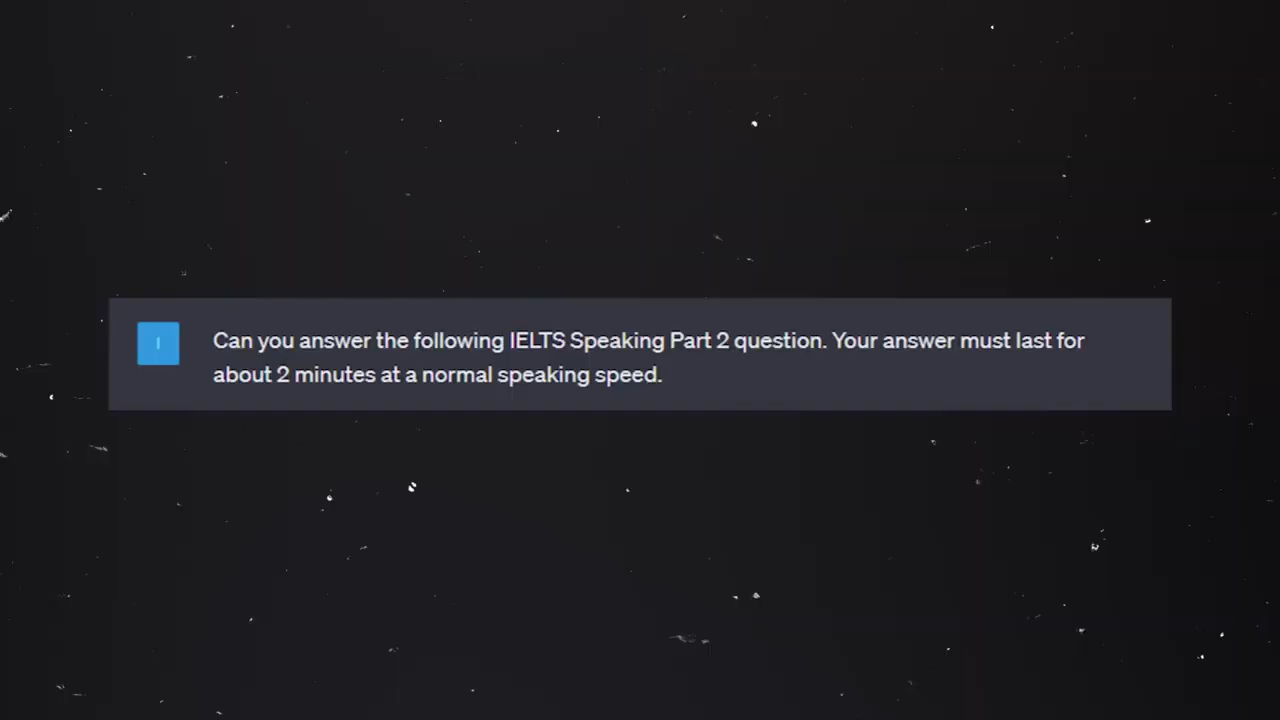 I
Can you answer the following IELTS Speaking Part 2 question. Your answer must last for
about 2 minutes at a normal speaking speed.